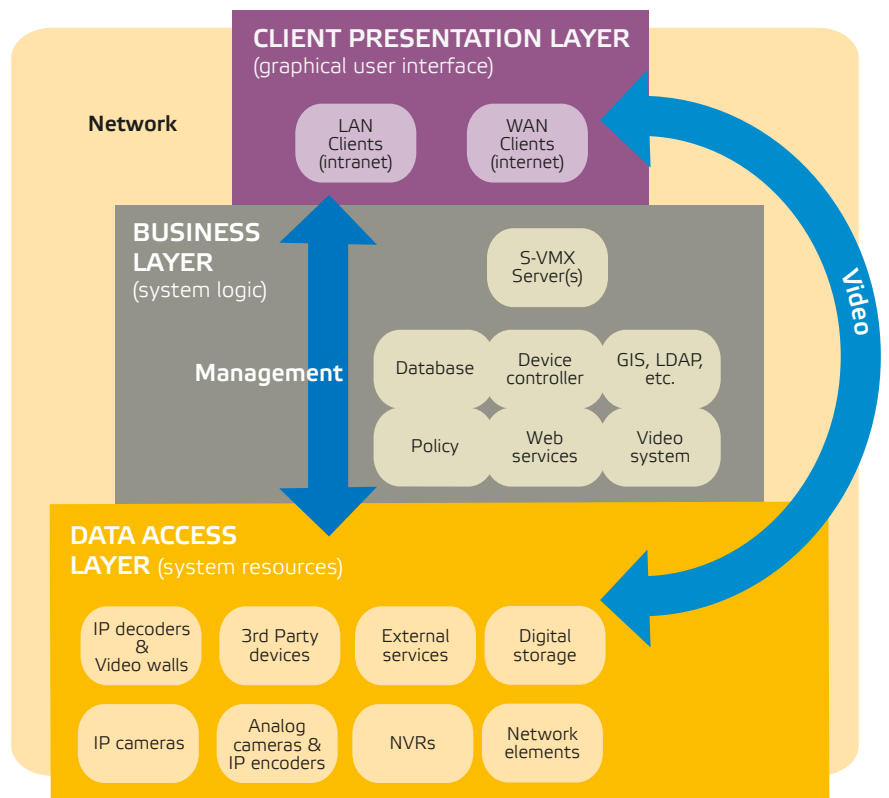 CLIENT PRESENTATION LAYER
(graphical user interface)
Network
LAN
Clients
(intranet)
WAN
Clients
(internet)
BUSINESS
LAYER
(system logic)
S-VMX
Server(s)
Video
Management
Database
Device
controller
GIS, LDAP,
etc.
Policy
Web
services
Video
system
DATA ACCESS
LAYER (system resources)
IP decoders
&
Video walls
3rd Party
devices
External
services
Digital
storage
IP cameras
Analog
cameras &
IP encoders
NVRs
Network
elements